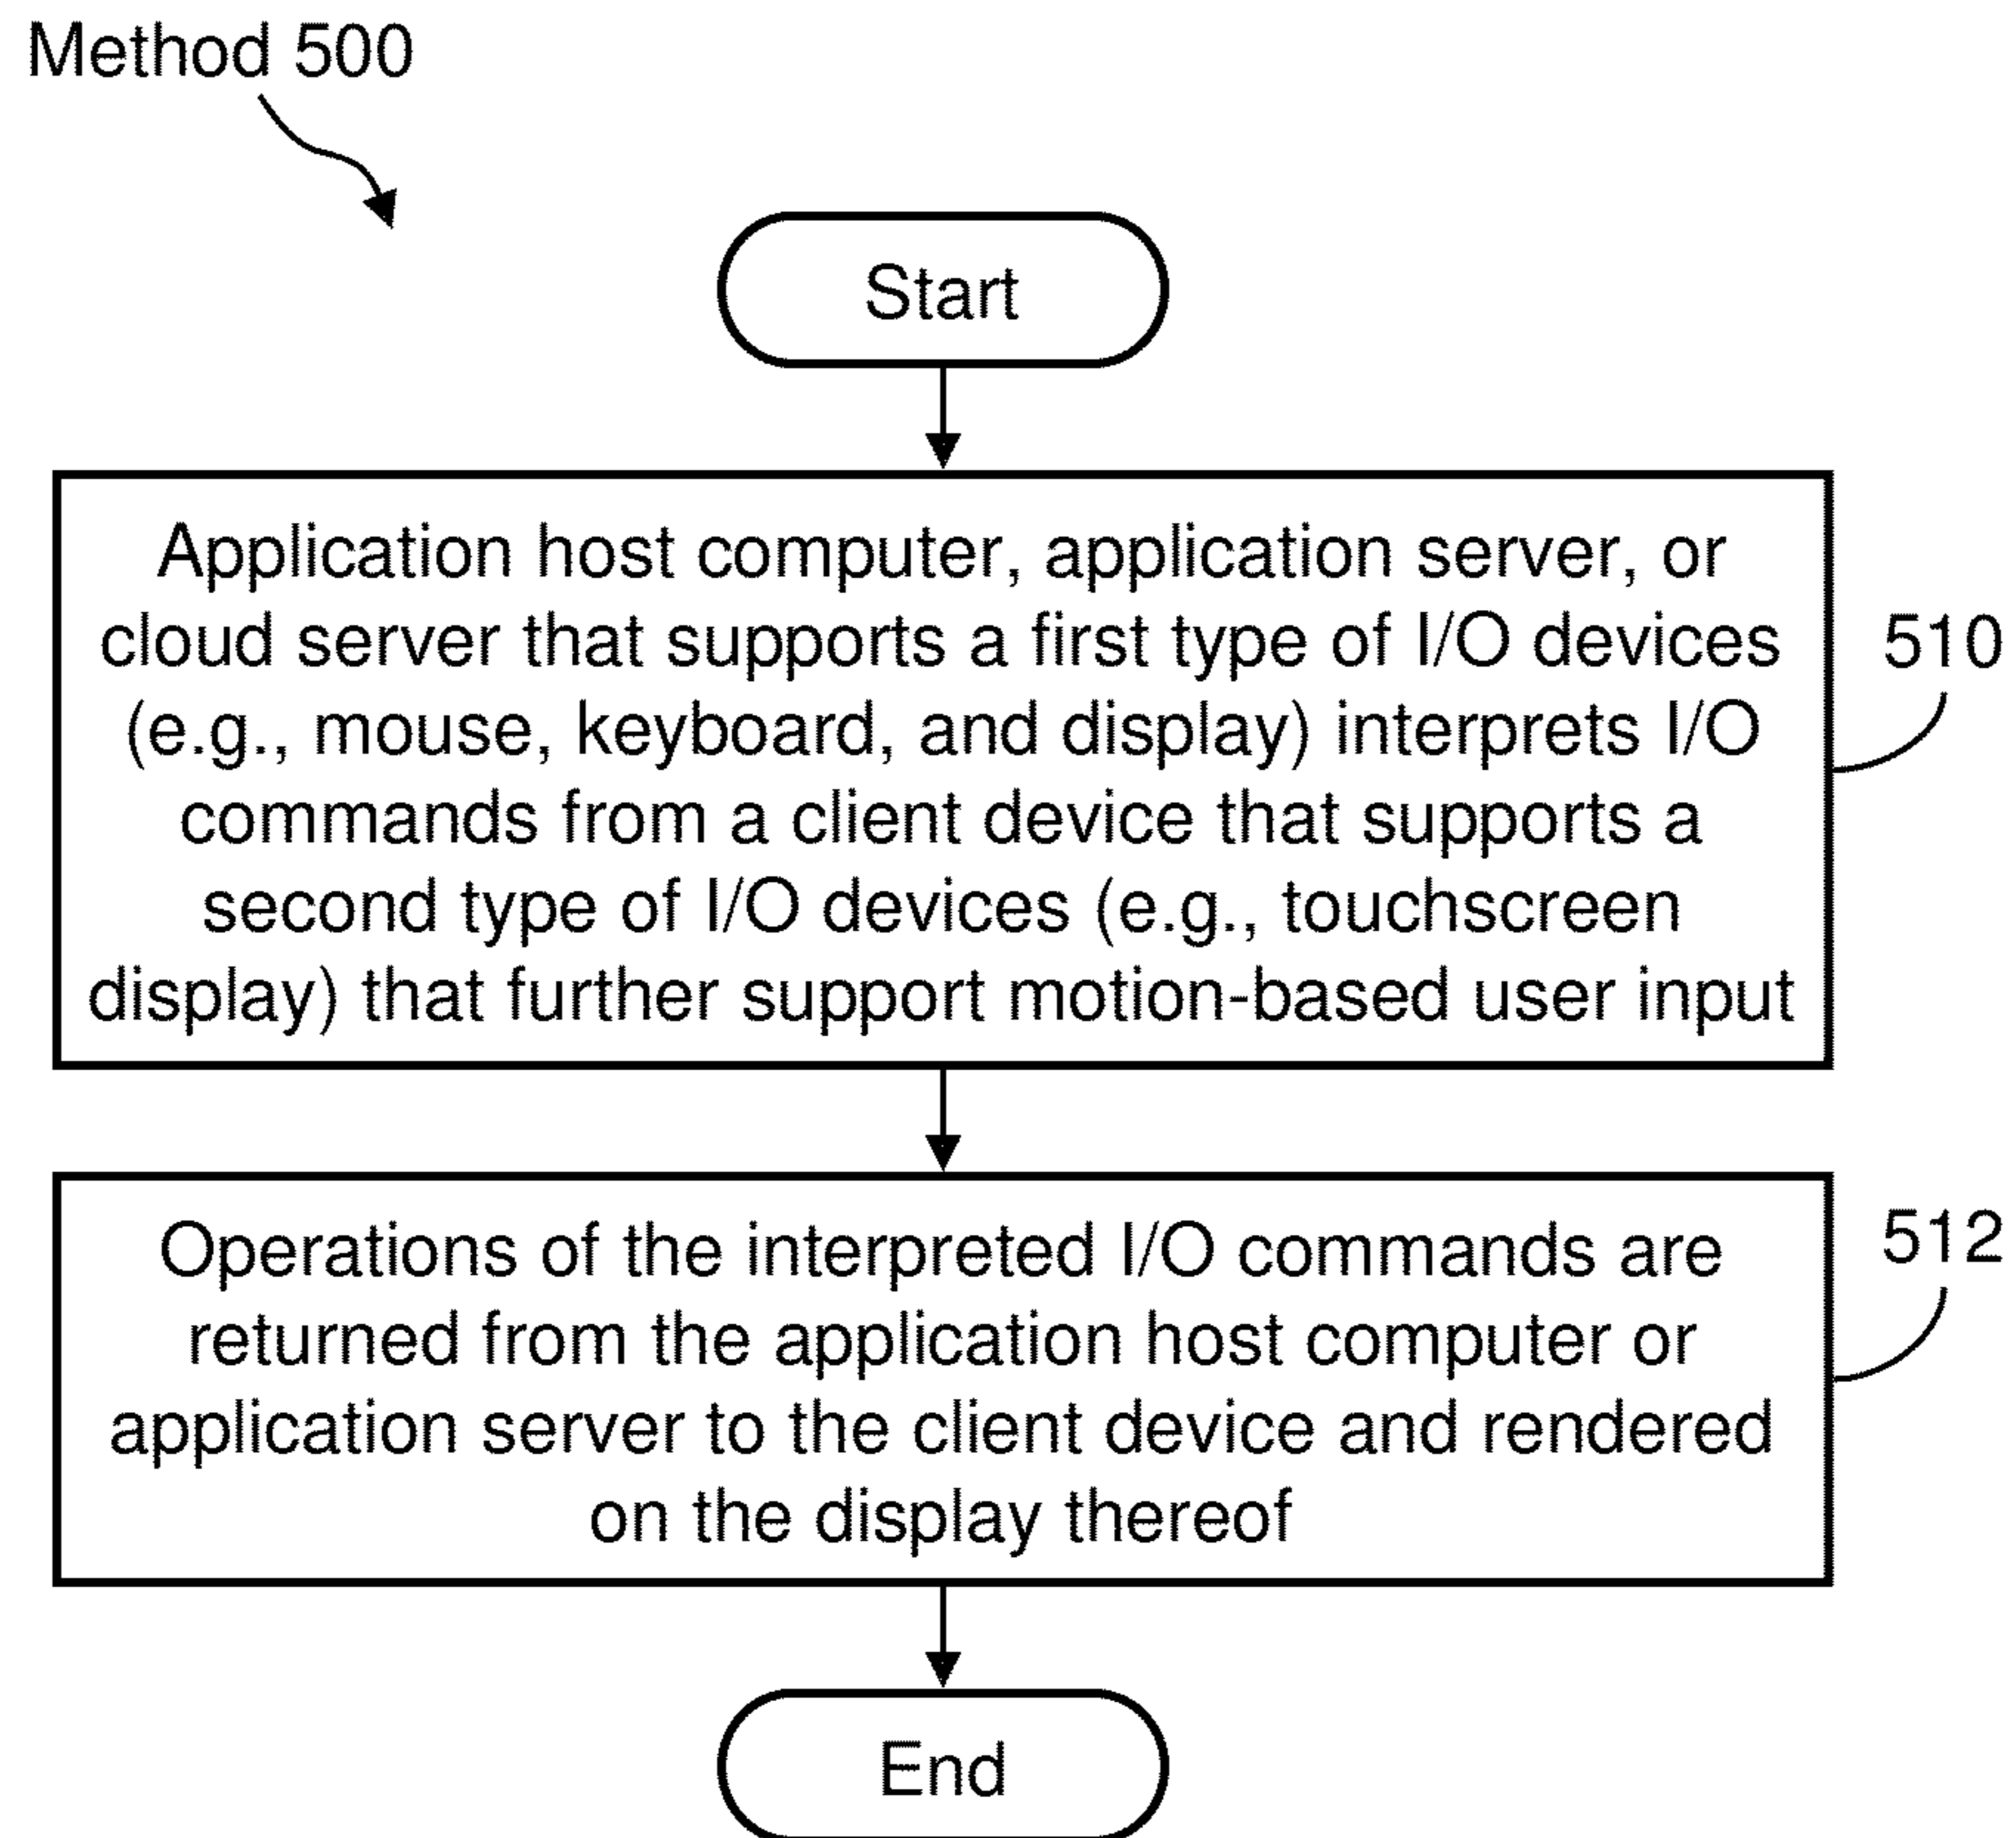 Method 500
Start
Application host computer, application server, or
cloud server that supports a first type of I/O devices
(e.g., mouse, keyboard, and display) interprets I/O
commands from a client device that supports a
second type of I/O devices (e.g., touchscreen
display) that further support motion-based user input
510
Operations of the interpreted I/O commands are
returned from the application host computer or
application server to the client device and rendered
on the display thereof
512
End